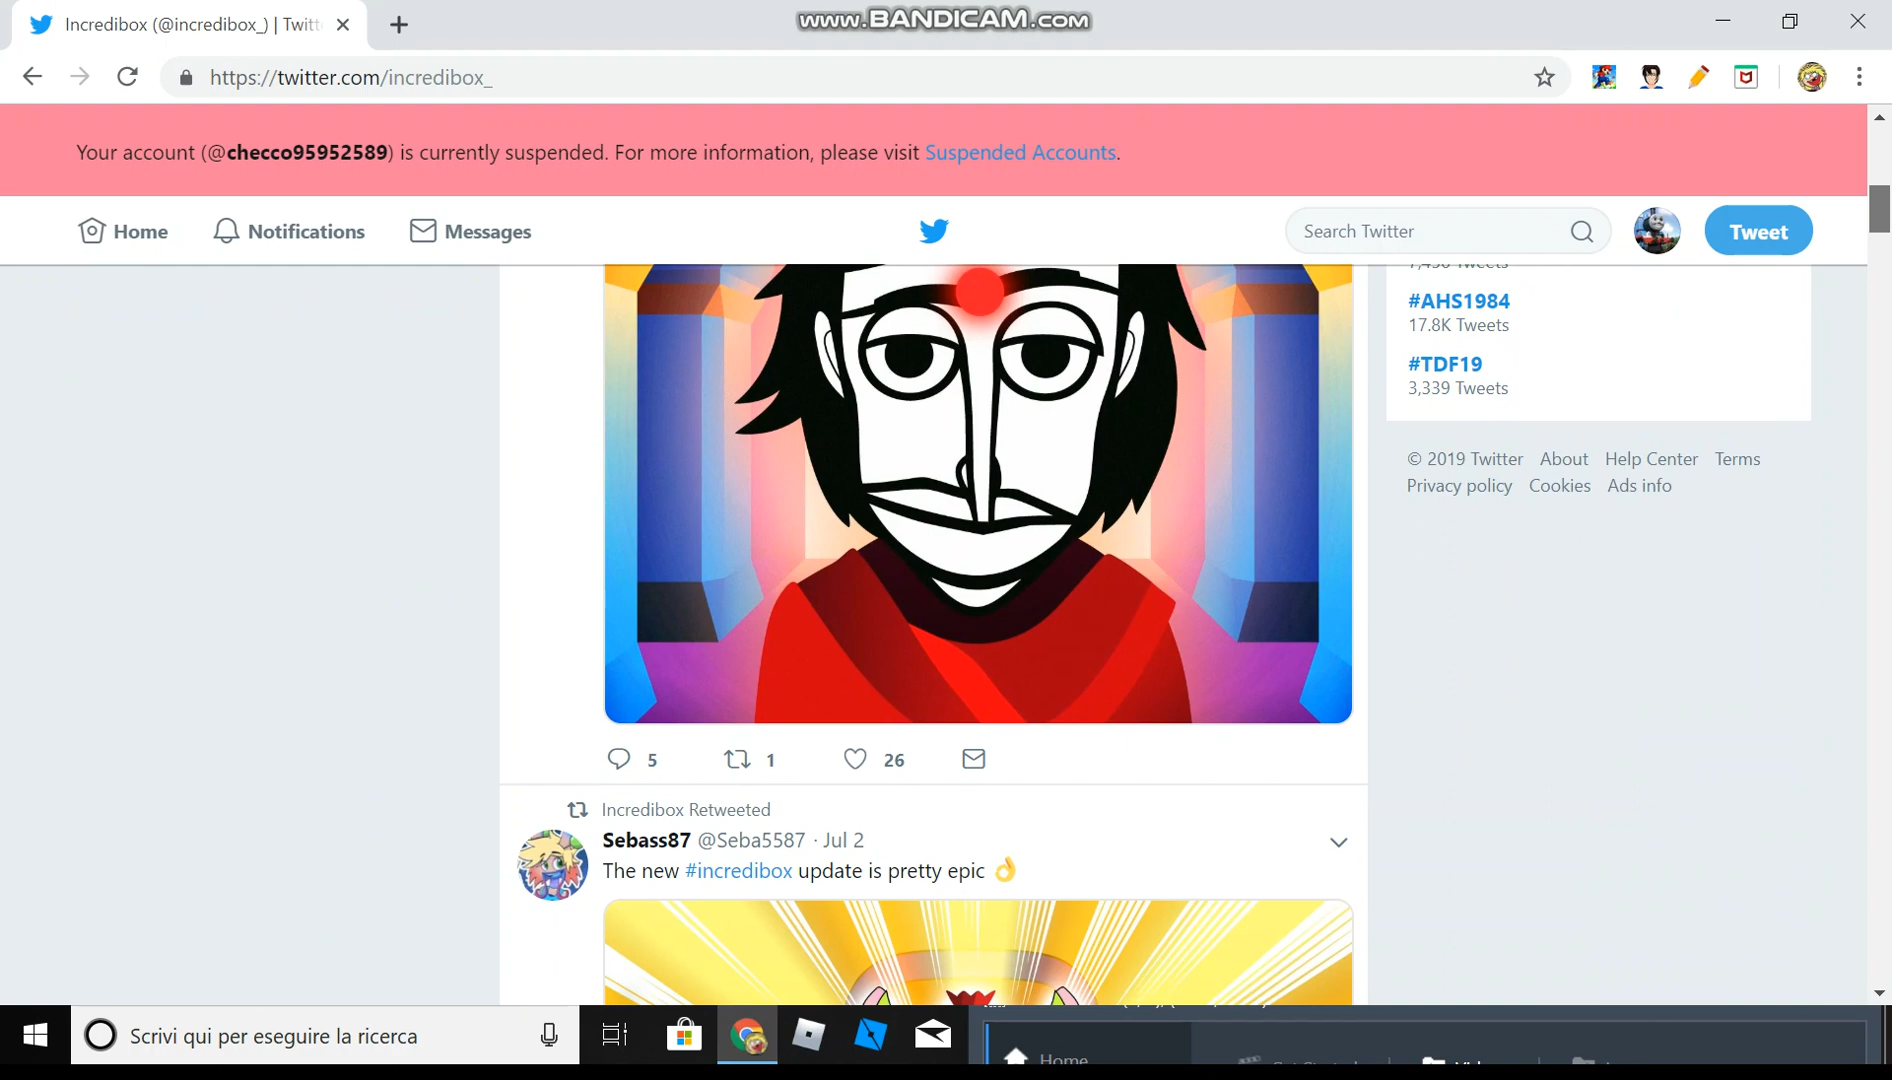 Incredibox (@incredibox_) | Twitt
www.BANDICAM.com
https://twitter.com/incredibox_
Your account (@checco95952589) is currently suspended. For more information, please visit Suspended Accounts.
Home
Notifications
Messages
Search Twitter
Tweet
7,450 Tweets
#AHS1984
17.8K Tweets
#TDF19
3,339 Tweets
© 2019 Twitter About Help Center Terms
Privacy policy Cookies Ads info
5 1 26
Incredibox Retweeted
Sebass87 @Seba5587 · Jul 2
The new #incredibox update is pretty epic 👌
Scrivi qui per eseguire la ricerca
Home